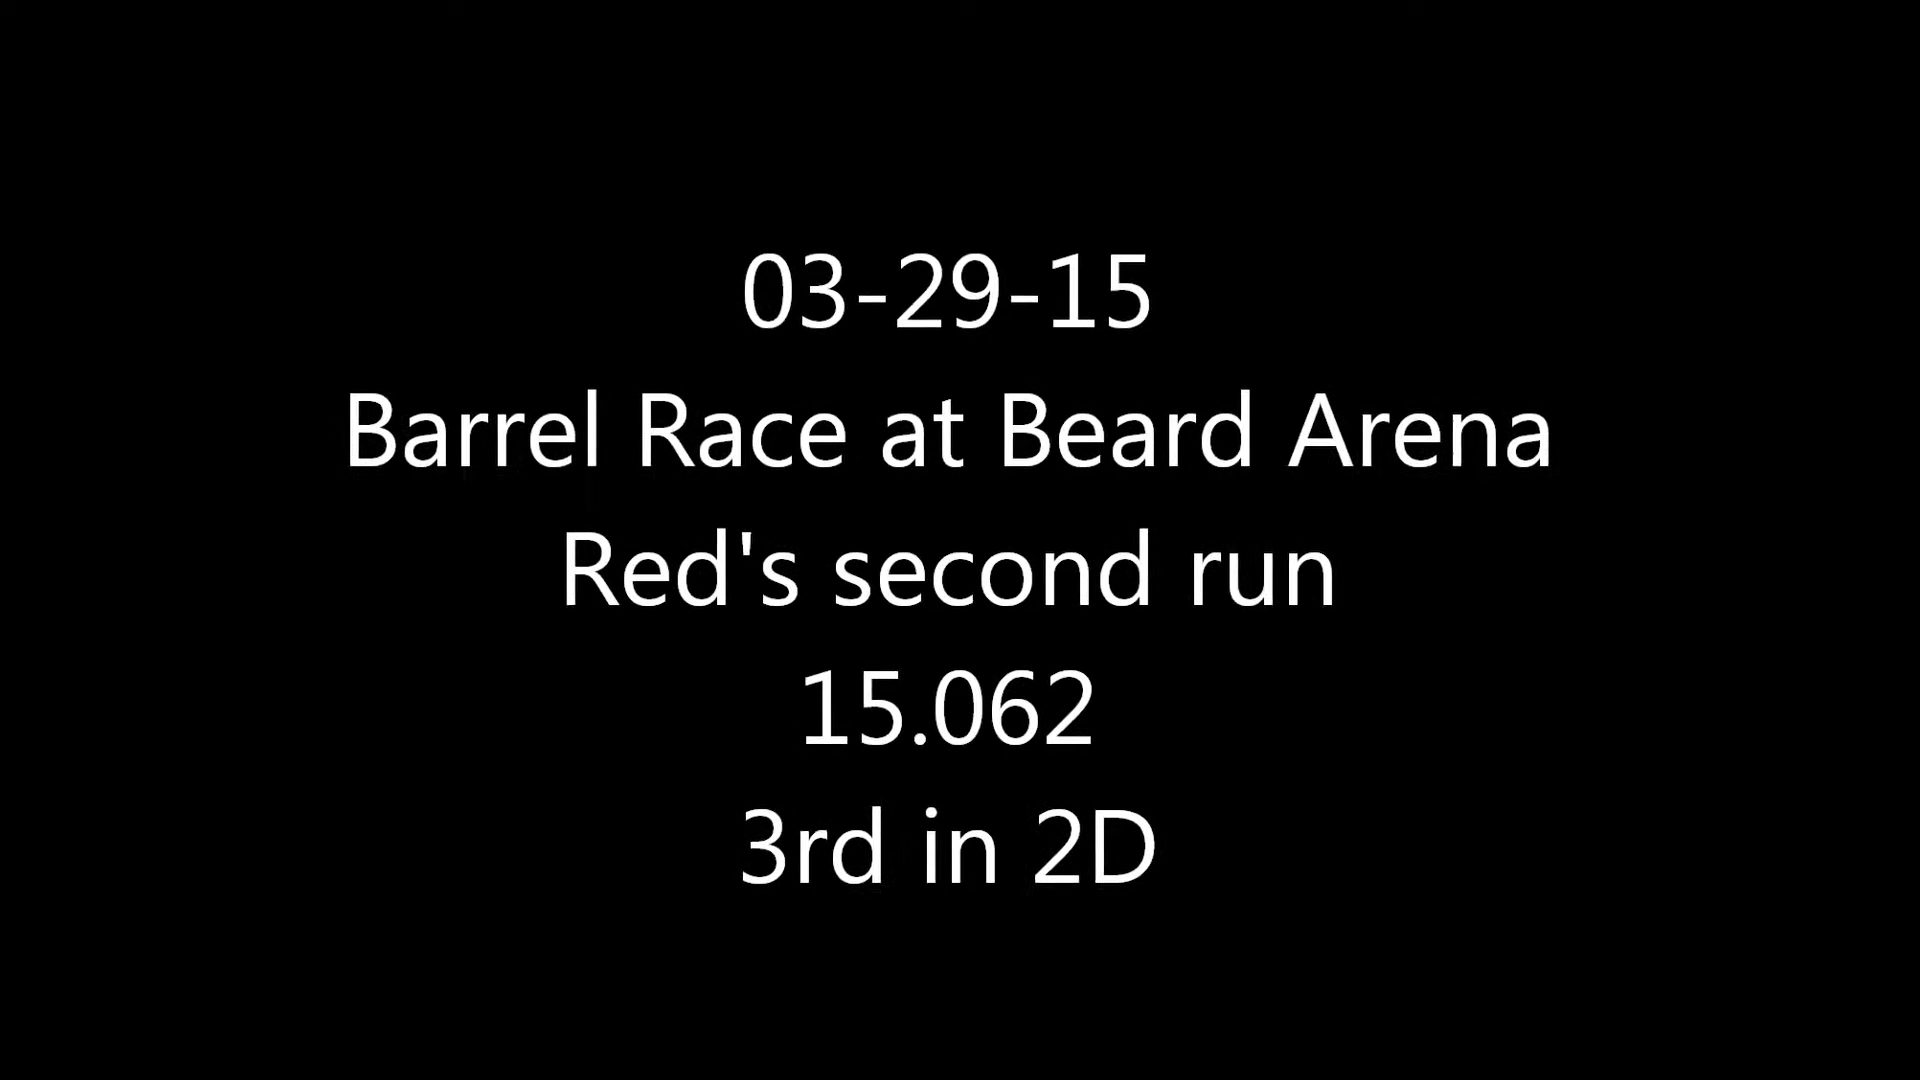 03-29-15
Barrel Race at Beard Arena
Red's second run
15.062
3rd in 2D